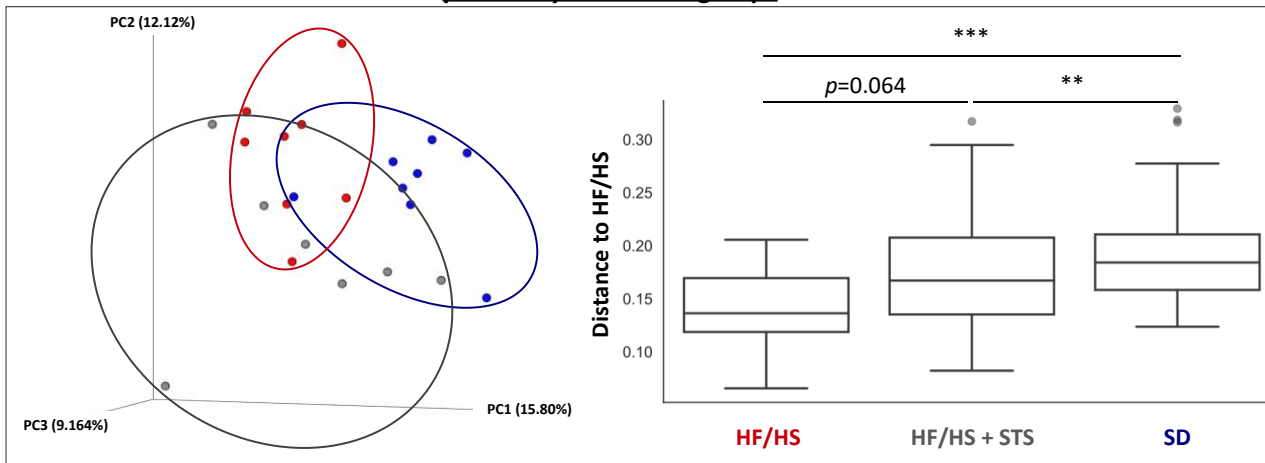 PC2 (12.12%)
PC1 (15.80%)
PC3 (9.164%)
***
p=0.064
**
Distance to HF/HS
0.30
0.25
0.20
0.15
0.10
HF/HS
HF/HS + STS
SD